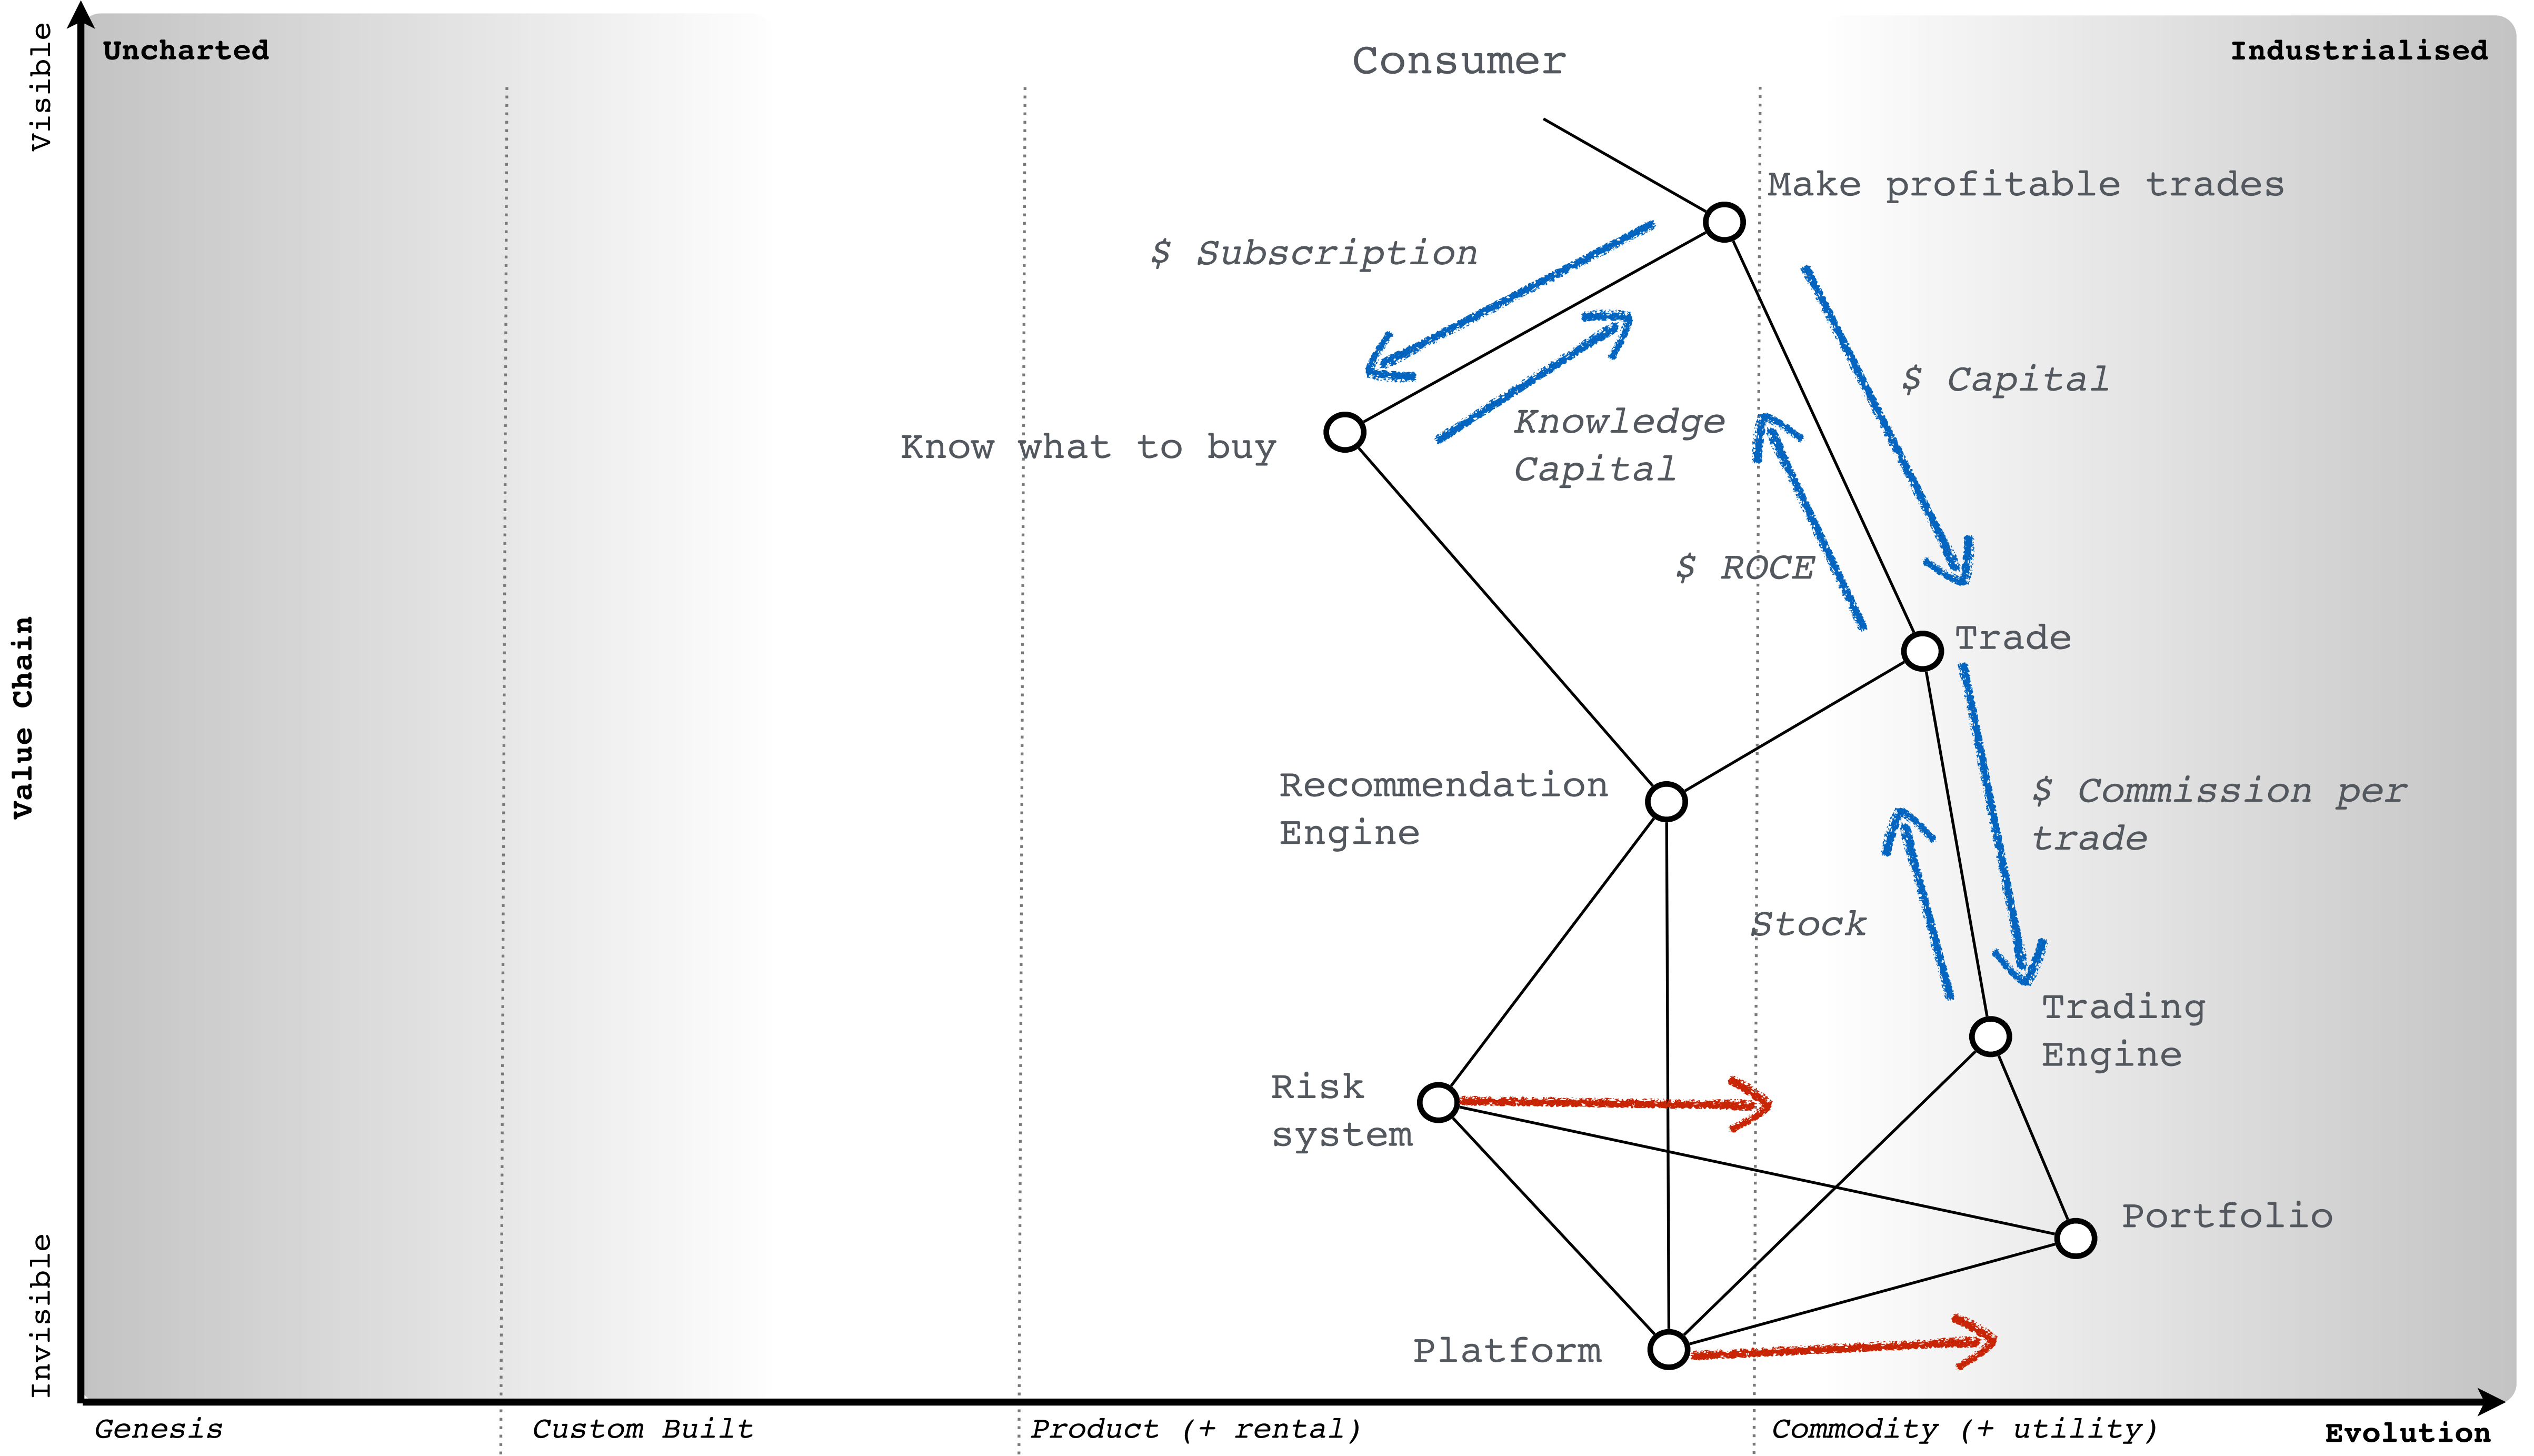 Visible
Uncharted
Consumer
Industrialised
Make profitable trades
$ Subscription
$ Capital
Knowledge
Capital
Know what to buy
$ ROCE
Value Chain
Trade
Recommendation
Engine
$ Commission per
trade
Stock
Trading
Engine
Risk
system
Portfolio
Invisible
Platform
Genesis
Custom Built
Product (+ rental)
Commodity (+ utility)
Evolution